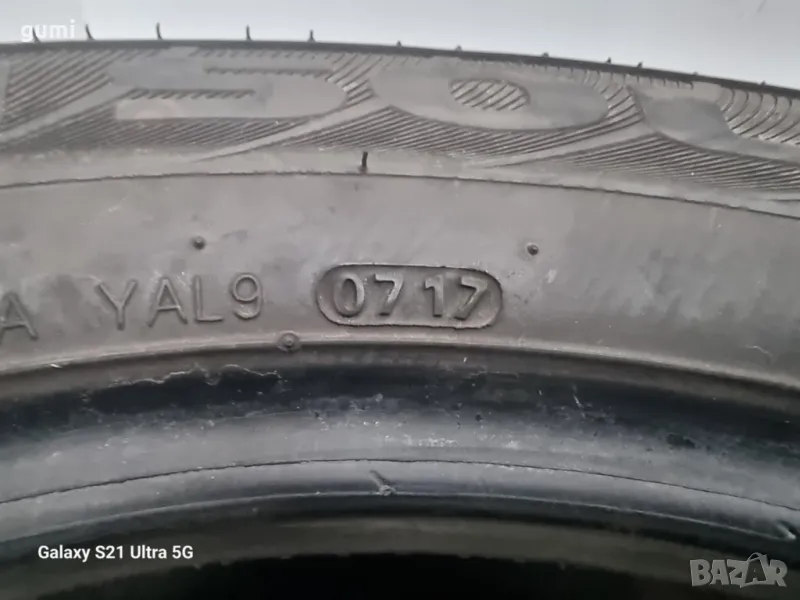 gumi
A YAL9 0717
Galaxy S21 Ultra 5G
BAZAR